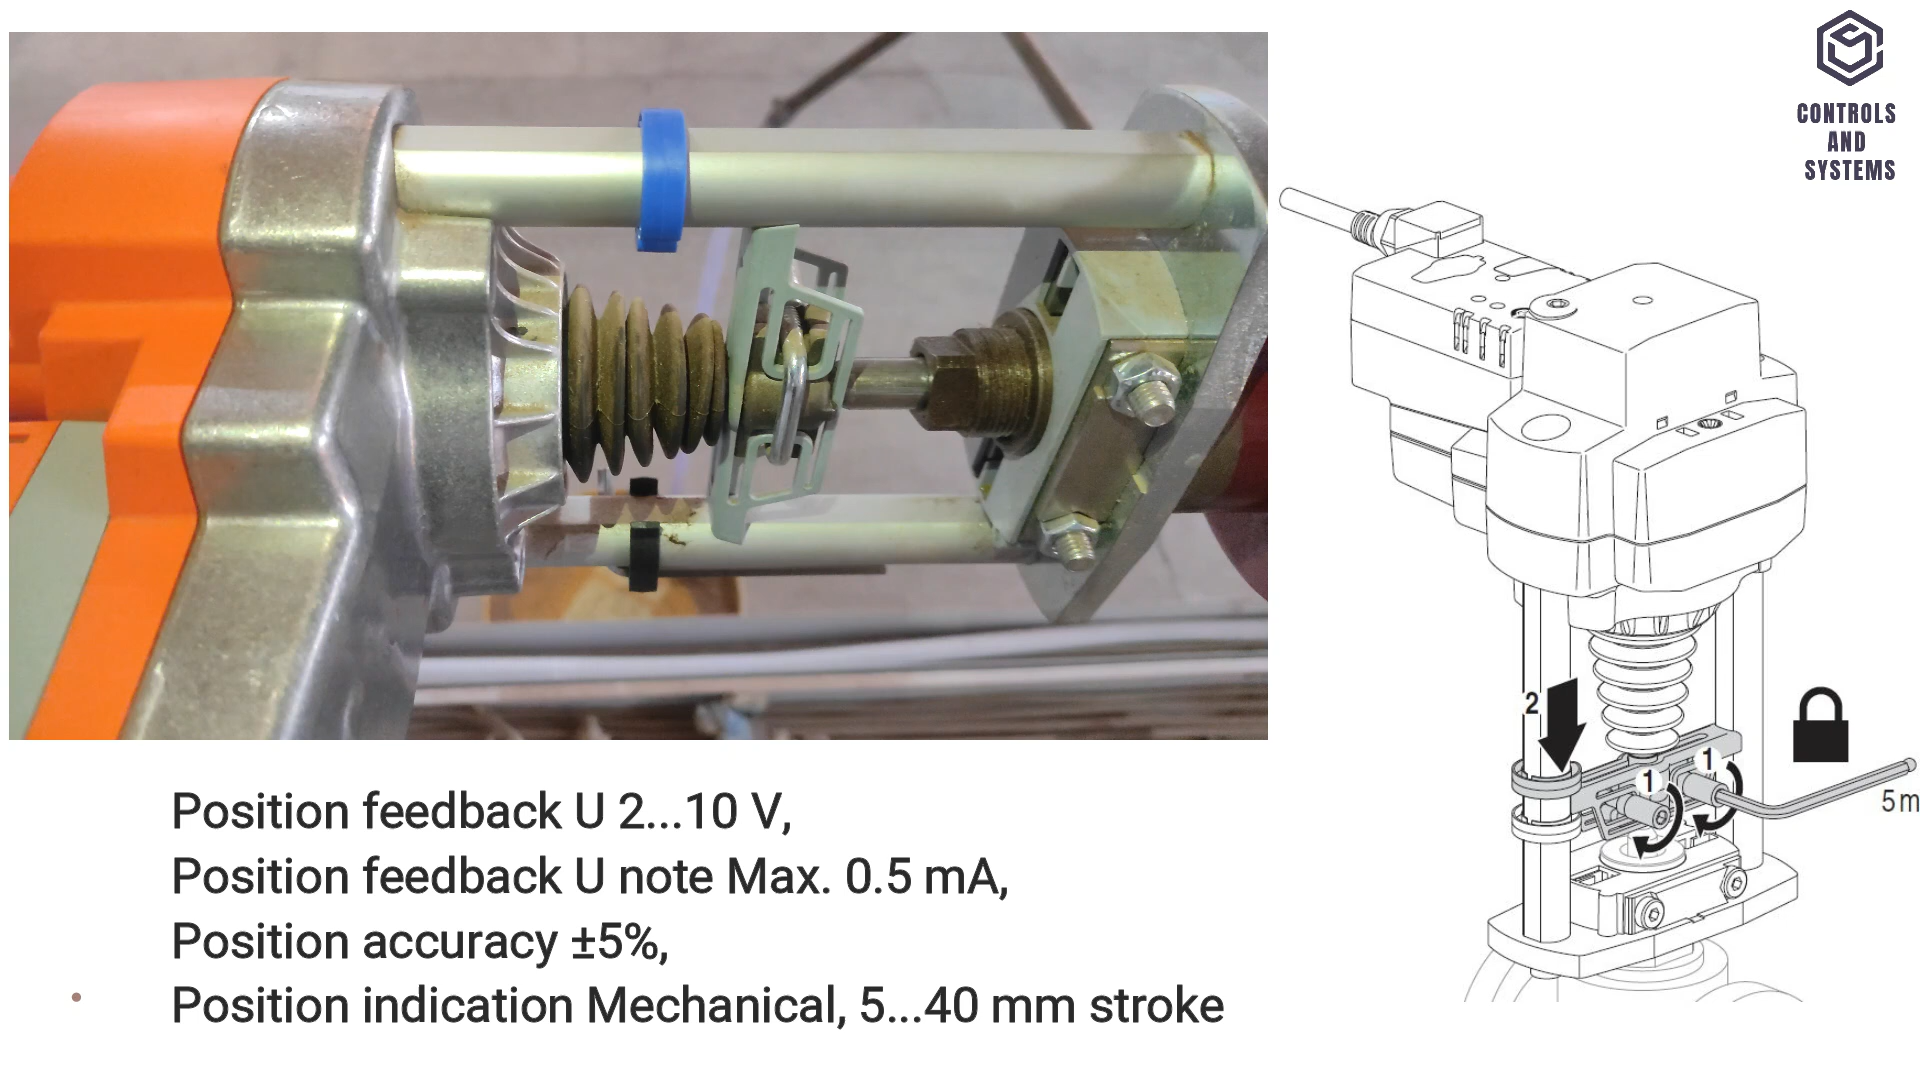 CONTROLS
AND
SYSTEMS
2
1
1
5m
Position feedback U 2...10 V,
Position feedback U note Max. 0.5 mA,
Position accuracy ±5%,
Position indication Mechanical, 5...40 mm stroke